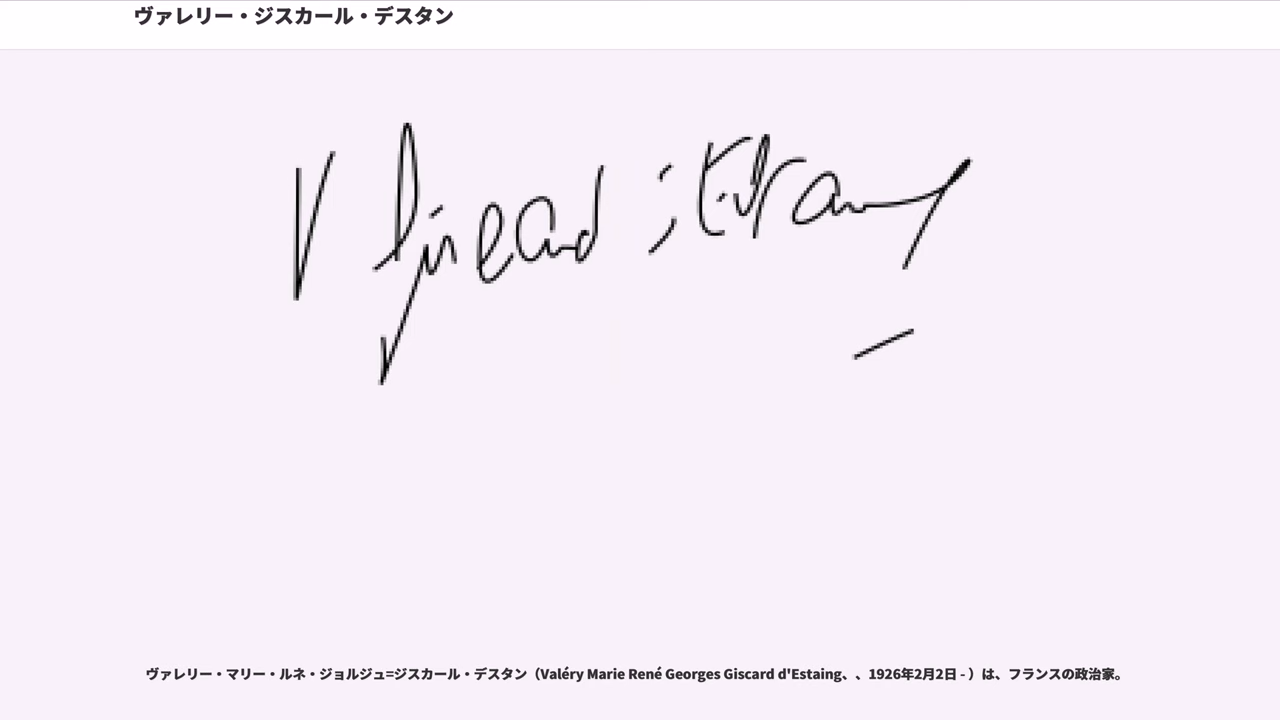 ヴァレリー・ジスカール・デスタン
V Giscard d'Estaing
ヴァレリー・マリー・ルネ・ジョルジュ=ジスカール・デスタン（Valéry Marie René Georges Giscard d'Estaing、、1926年2月2日 - ）は、フランスの政治家。